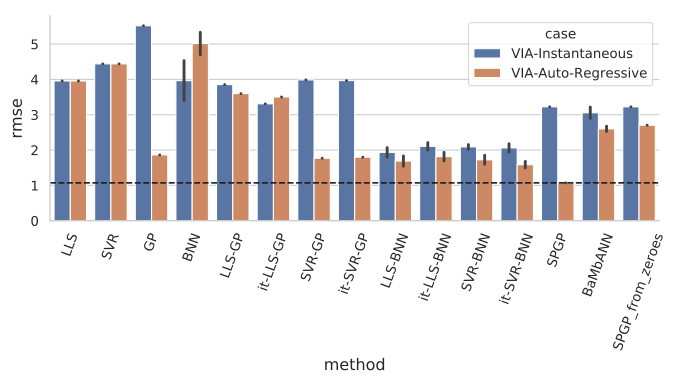 case
VIA-Instantaneous
VIA-Auto-Regressive
rmse
5
4
3
2
1
0
LLS
SVR
GP
BNN
LLS-GP
it-LLS-GP
SVR-GP
it-SVR-GP
LLS-BNN
it-LLS-BNN
SVR-BNN
it-SVR-BNN
SPGP
BaMbANN
SPGP_from_zeroes
method